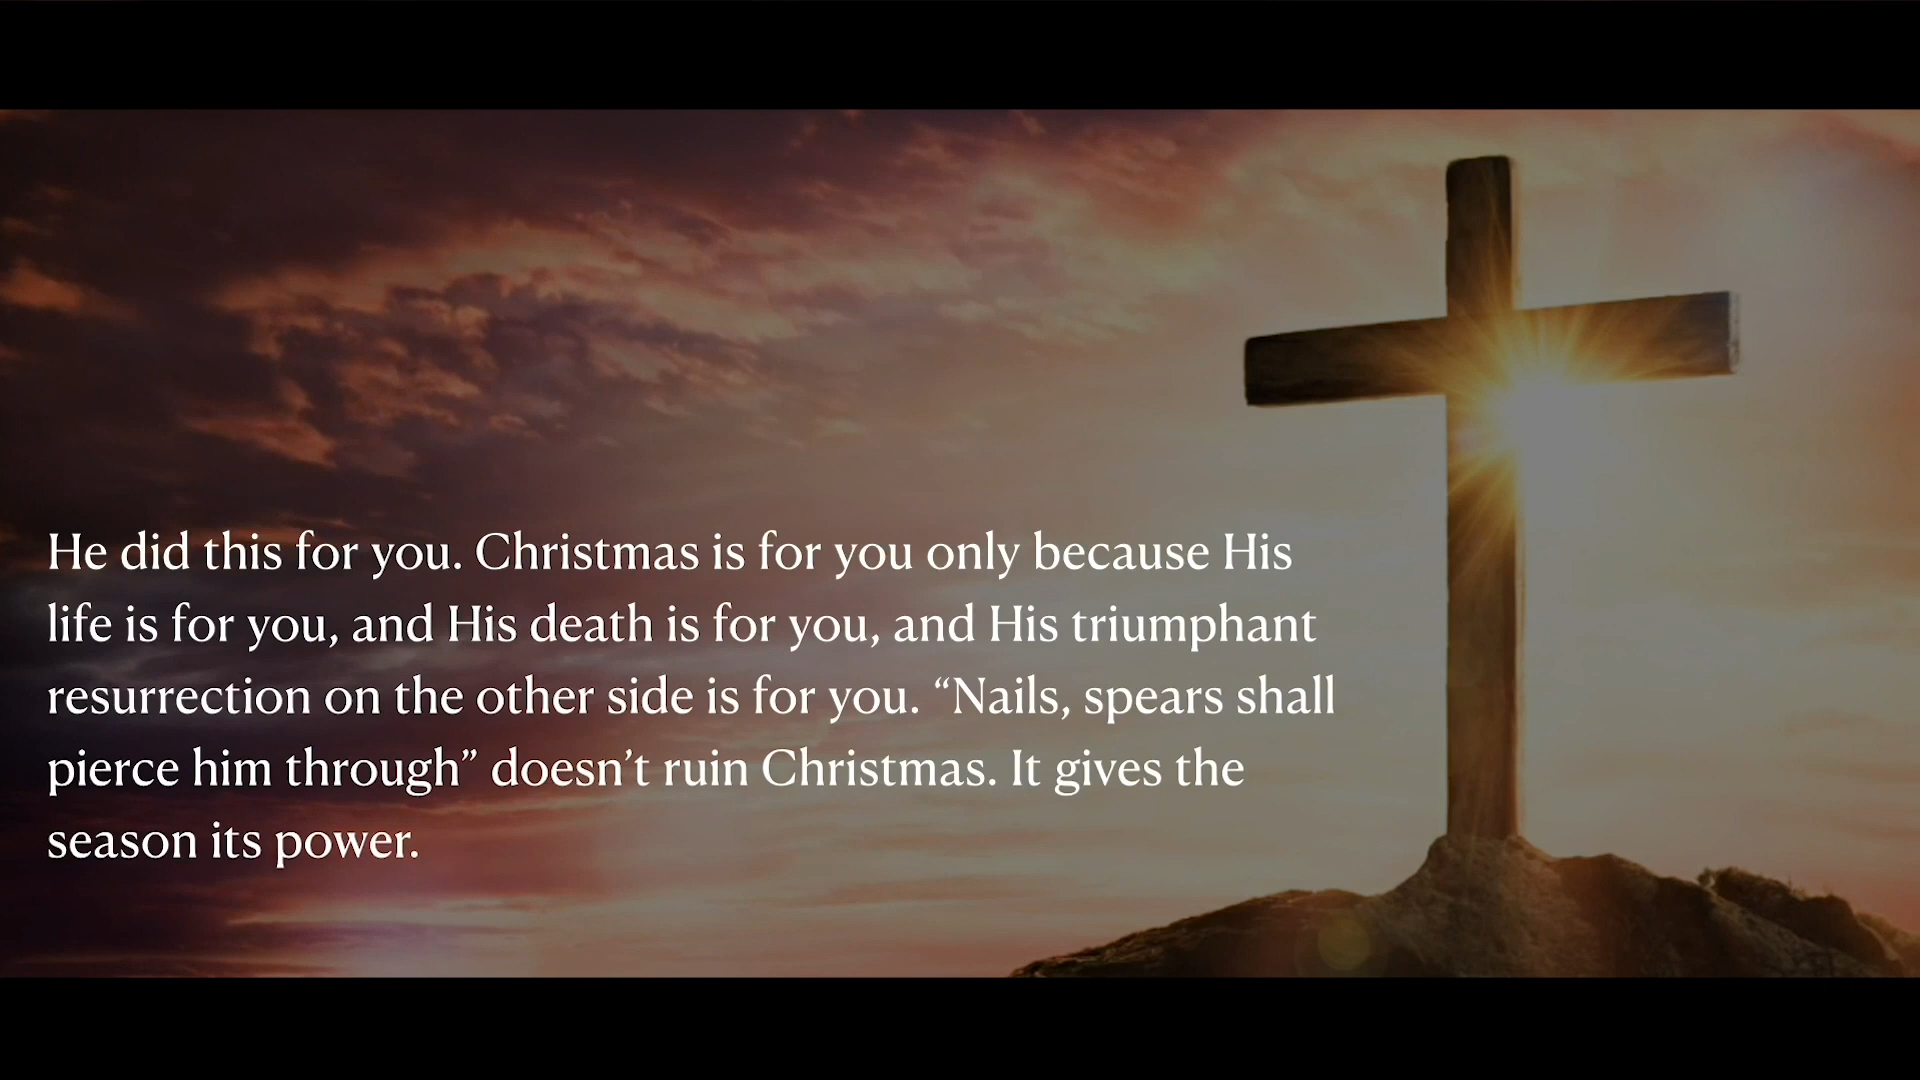 He did this for you. Christmas is for you only because His
life is for you, and His death is for you, and His triumphant
resurrection on the other side is for you. “Nails, spears shall
pierce him through” doesn’t ruin Christmas. It gives the
season its power.